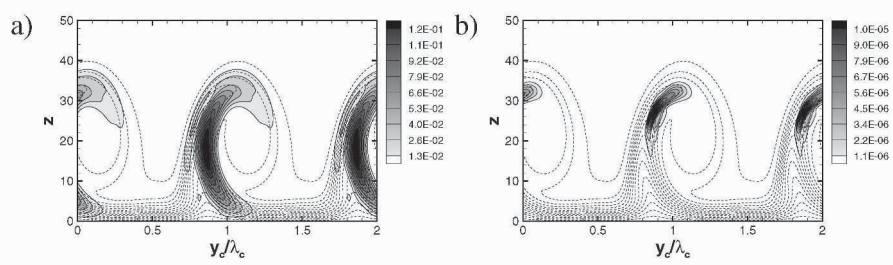 a)
50
40
30
20
10
0
z
0
0.5
1
1.5
2
y_c/λ_c
1.2E-01
1.1E-01
9.2E-02
7.9E-02
6.6E-02
5.3E-02
4.0E-02
2.6E-02
1.3E-02
b)
50
40
30
20
10
0
z
0
0.5
1
1.5
2
y_c/λ_c
1.0E-05
9.0E-06
7.9E-06
6.7E-06
5.6E-06
4.5E-06
3.4E-06
2.2E-06
1.1E-06